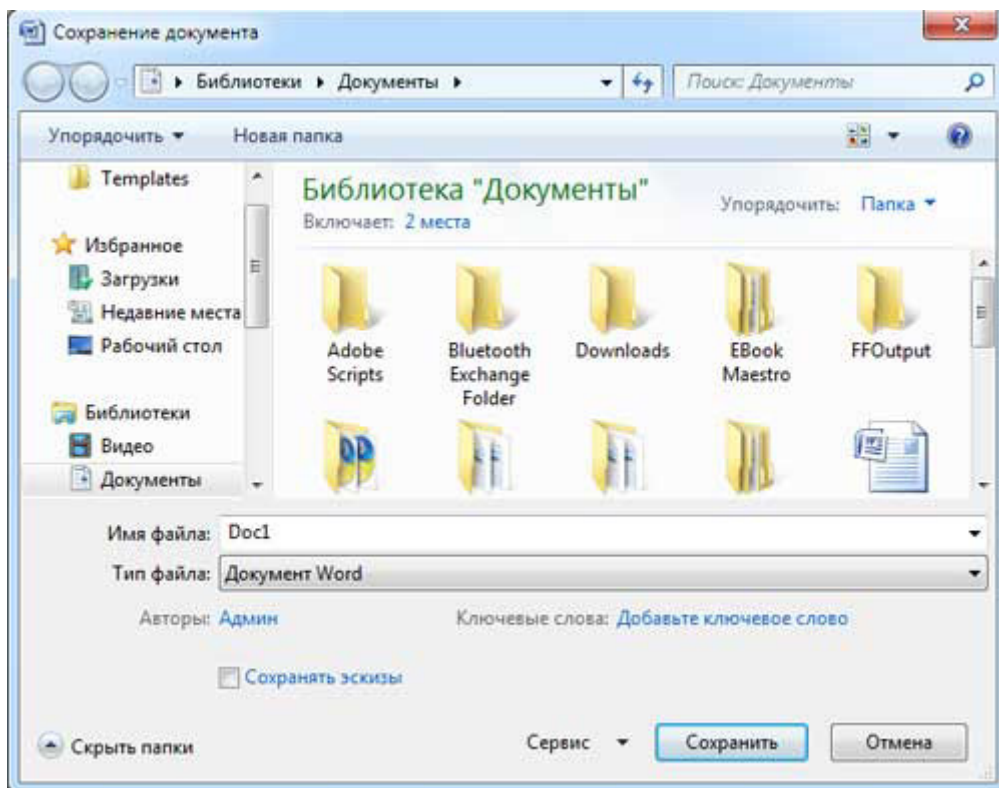 Сохранение документа
Библиотеки Документы
Поиск: Документы
Упорядочить Новая папка
Templates
Избранное
Загрузки
Недавние места
Рабочий стол
Библиотеки
Видео
Документы
Библиотека "Документы"
Включает: 2 места
Упорядочить: Папка
Adobe Scripts
Bluetooth Exchange Folder
Downloads
EBook Maestro
FFOutput
Имя файла: Doc1
Тип файла: Документ Word
Авторы: Админ
Ключевые слова: Добавьте ключевое слово
Сохранять эскизы
Скрыть папки
Сервис
Сохранить
Отмена